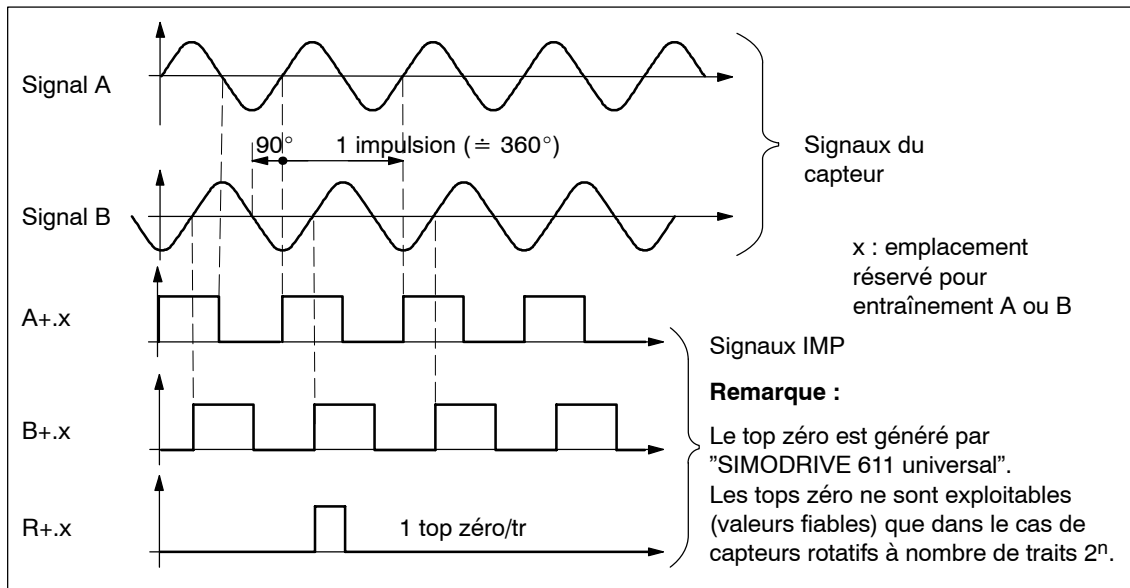 Signal A
90°
1 impulsion (≐ 360°)
Signaux du
capteur
Signal B
x : emplacement
réservé pour
entraînement A ou B
A+.x
Signaux IMP
Remarque :
B+.x
Le top zéro est généré par
”SIMODRIVE 611 universal”.
Les tops zéro ne sont exploitables
(valeurs fiables) que dans le cas de
capteurs rotatifs à nombre de traits 2ⁿ.
R+.x
1 top zéro/tr